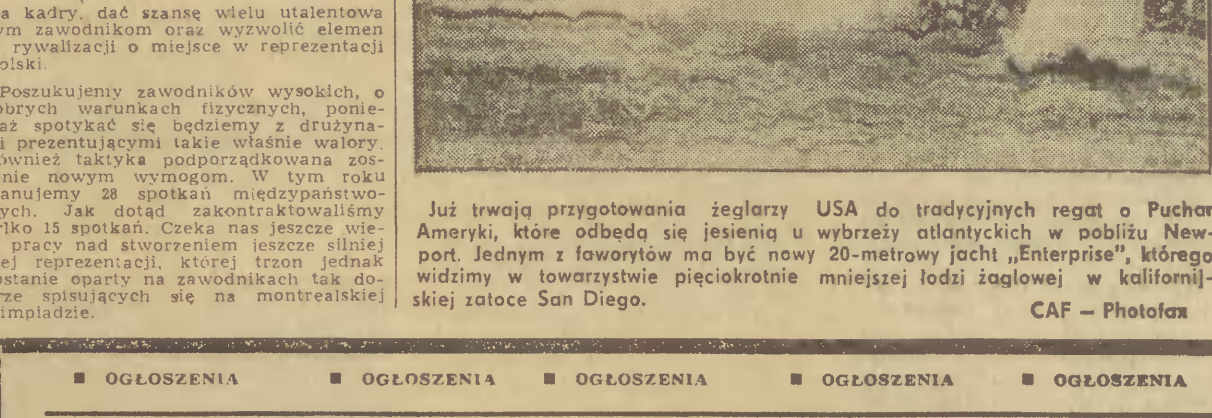 a kadry, dać szansę wielu utalentowa
ym zawodnikom oraz wyzwolić elemen
rywalizacji o miejsce w reprezentacji
olski.
Poszukujemy zawodników wysokich, o
obrych warunkach fizycznych, ponie-
aż spotykać się będziemy z drużyna-
i prezentującymi takie właśnie walory.
ównież taktyka podporządkowana zos-
nie nowym wymogom. W tym roku
anujemy 28 spotkań międzypaństwo-
ych. Jak dotąd zakontraktowaliśmy
lko 15 spotkań. Czeka nas jeszcze wie-
pracy nad stworzeniem jeszcze silniej
ej reprezentacji, której trzon jednak
ostanie oparty na zawodnikach tak do-
rze spisujących się na montrealskiej
impiadzie.
Już trwają przygotowania żeglarzy USA do tradycyjnych regat o Puchar
Ameryki, które odbędą się jesienią u wybrzeży atlantyckich w pobliżu New-
port. Jednym z faworytów ma być nowy 20-metrowy jacht „Enterprise”, którego
widzimy w towarzystwie pięciokrotnie mniejszej łodzi żaglowej w kalifornij-
skiej zatoce San Diego.
CAF — Photofax
■ OGŁOSZENIA ■ OGŁOSZENIA ■ OGŁOSZENIA ■ OGŁOSZENIA ■ OGŁOSZENIA